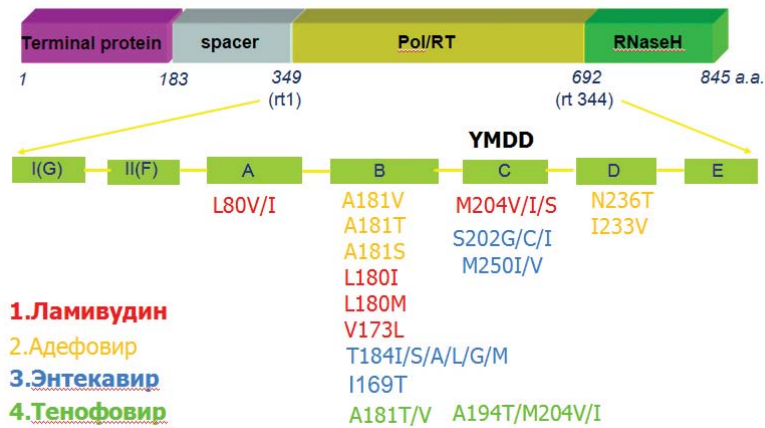 Terminal protein spacer Pol/RT RNaseH
1 183 349 692 845 a.a.
(rt1) (rt 344)
YMDD
I(G) II(F) A B C D E
L80V/I A181V M204V/I/S N236T
A181T S202G/C/I I233V
A181S M250I/V
L180I
L180M
V173L
T184I/S/A/L/G/M
I169T
A181T/V A194T/M204V/I
1.Ламивудин
2.Адефовир
3.Энтекавир
4.Тенофовир